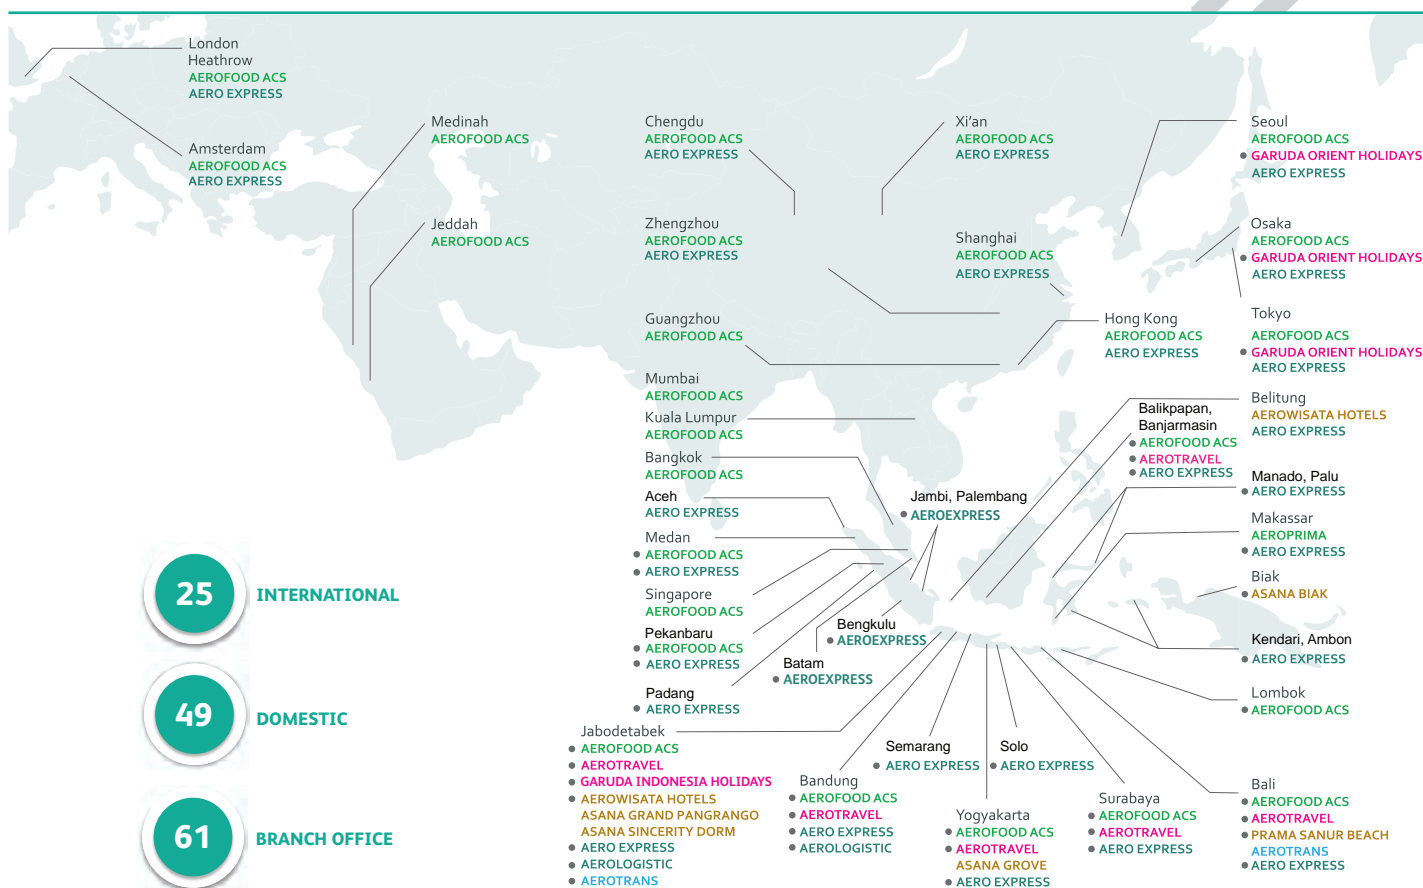 London
Heathrow
AEROFOOD ACS
AERO EXPRESS
Amsterdam
AEROFOOD ACS
AERO EXPRESS
Medinah
AEROFOOD ACS
Jeddah
AEROFOOD ACS
Chengdu
AEROFOOD ACS
AERO EXPRESS
Zhengzhou
AEROFOOD ACS
AERO EXPRESS
Guangzhou
AEROFOOD ACS
Mumbai
AEROFOOD ACS
Kuala Lumpur
AEROFOOD ACS
Bangkok
AEROFOOD ACS
Aceh
AERO EXPRESS
Medan
AEROFOOD ACS
AERO EXPRESS
Singapore
AEROFOOD ACS
Pekanbaru
AEROFOOD ACS
AERO EXPRESS
Padang
AERO EXPRESS
Xi'an
AEROFOOD ACS
AERO EXPRESS
Shanghai
AEROFOOD ACS
AERO EXPRESS
Hong Kong
AEROFOOD ACS
AERO EXPRESS
Seoul
AEROFOOD ACS
GARUDA ORIENT HOLIDAYS
AERO EXPRESS
Osaka
AEROFOOD ACS
GARUDA ORIENT HOLIDAYS
AERO EXPRESS
Tokyo
AEROFOOD ACS
GARUDA ORIENT HOLIDAYS
AERO EXPRESS
Belitung
AEROWISATA HOTELS
AERO EXPRESS
Balikpapan,
Banjarmasin
AEROFOOD ACS
AEROTRAVEL
AERO EXPRESS
Manado, Palu
AERO EXPRESS
Makassar
AEROPRIMA
AERO EXPRESS
Biak
ASANA BIAK
Kendari, Ambon
AERO EXPRESS
Lombok
AEROFOOD ACS
Jambi, Palembang
AEROEXPRESS
Bengkulu
AEROEXPRESS
Batam
AEROEXPRESS
25 INTERNATIONAL
49 DOMESTIC
61 BRANCH OFFICE
Jabodetabek
AEROFOOD ACS
AEROTRAVEL
GARUDA INDONESIA HOLIDAYS
AEROWISATA HOTELS
ASANA GRAND PANGRANGO
ASANA SINCERITY DORM
AERO EXPRESS
AEROLOGISTIC
AEROTRANS
Bandung
AEROFOOD ACS
AEROTRAVEL
AERO EXPRESS
AEROLOGISTIC
Semarang
AERO EXPRESS
Solo
AERO EXPRESS
Yogyakarta
AEROFOOD ACS
AEROTRAVEL
ASANA GROVE
AERO EXPRESS
Surabaya
AEROFOOD ACS
AEROTRAVEL
AERO EXPRESS
Bali
AEROFOOD ACS
AEROTRAVEL
PRAMA SANUR BEACH
AEROTRANS
AERO EXPRESS